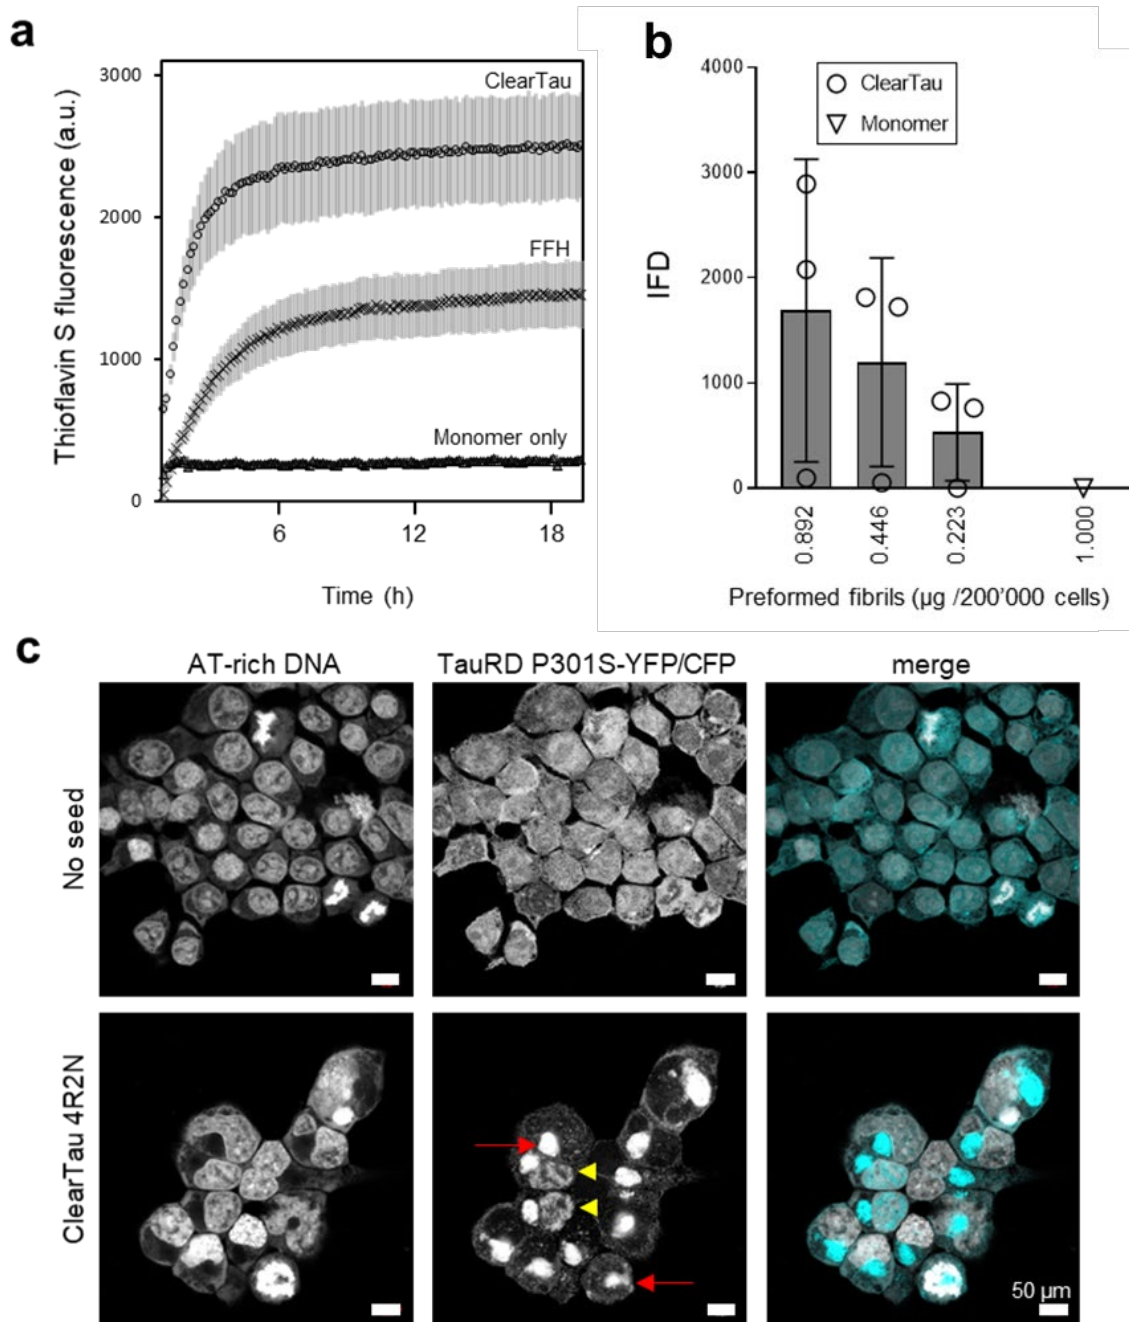 a
Thioflavin S fluorescence (a.u.)
3000
2000
1000
0
ClearTau
FFH
Monomer only
6
12
18
Time (h)
b
IFD
4000
3000
2000
1000
0
ClearTau
Monomer
0.892
0.446
0.223
1.000
Preformed fibrils (µg /200'000 cells)
c
AT-rich DNA
TauRD P301S-YFP/CFP
merge
No seed
ClearTau 4R2N
50 µm